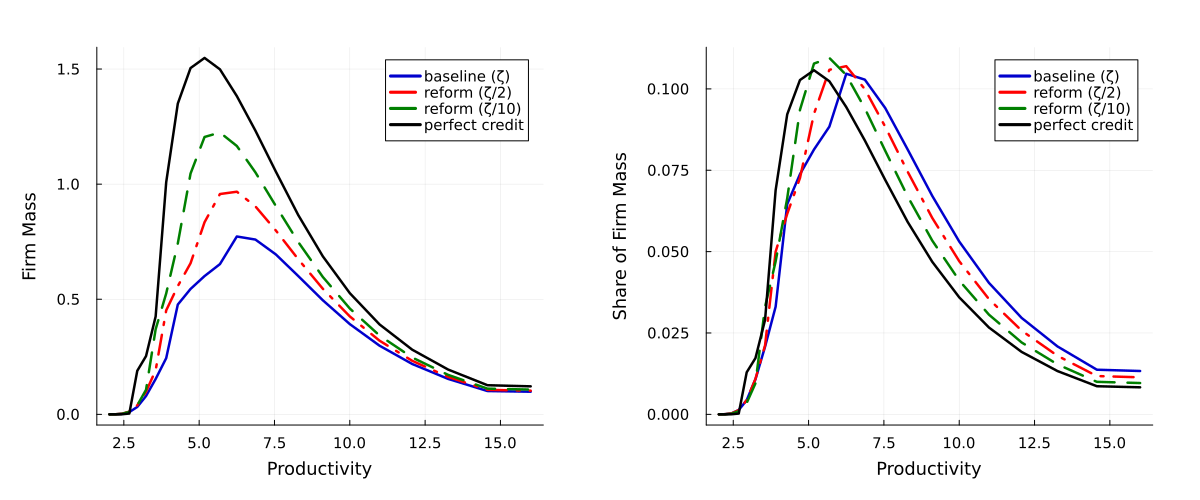 Firm Mass
1.5
1.0
0.5
0.0
2.5 5.0 7.5 10.0 12.5 15.0
Productivity
baseline (ζ)
reform (ζ/2)
reform (ζ/10)
perfect credit
Share of Firm Mass
0.100
0.075
0.050
0.025
0.000
2.5 5.0 7.5 10.0 12.5 15.0
Productivity
baseline (ζ)
reform (ζ/2)
reform (ζ/10)
perfect credit